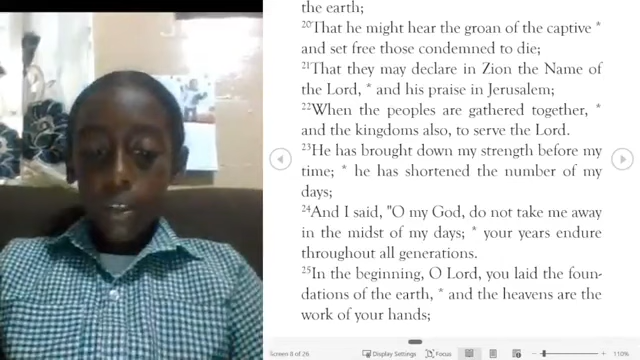 the earth;
20That he might hear the groan of the captive *
and set free those condemned to die;
21That they may declare in Zion the Name of
the Lord, * and his praise in Jerusalem;
22When the peoples are gathered together, *
and the kingdoms also, to serve the Lord.
23He has brought down my strength before my
time; * he has shortened the number of my
days;
24And I said, "O my God, do not take me away
in the midst of my days; * your years endure
throughout all generations.
25In the beginning, O Lord, you laid the foun-
dations of the earth, * and the heavens are the
work of your hands;
Screen 8 of 26 Display Settings Focus 110%